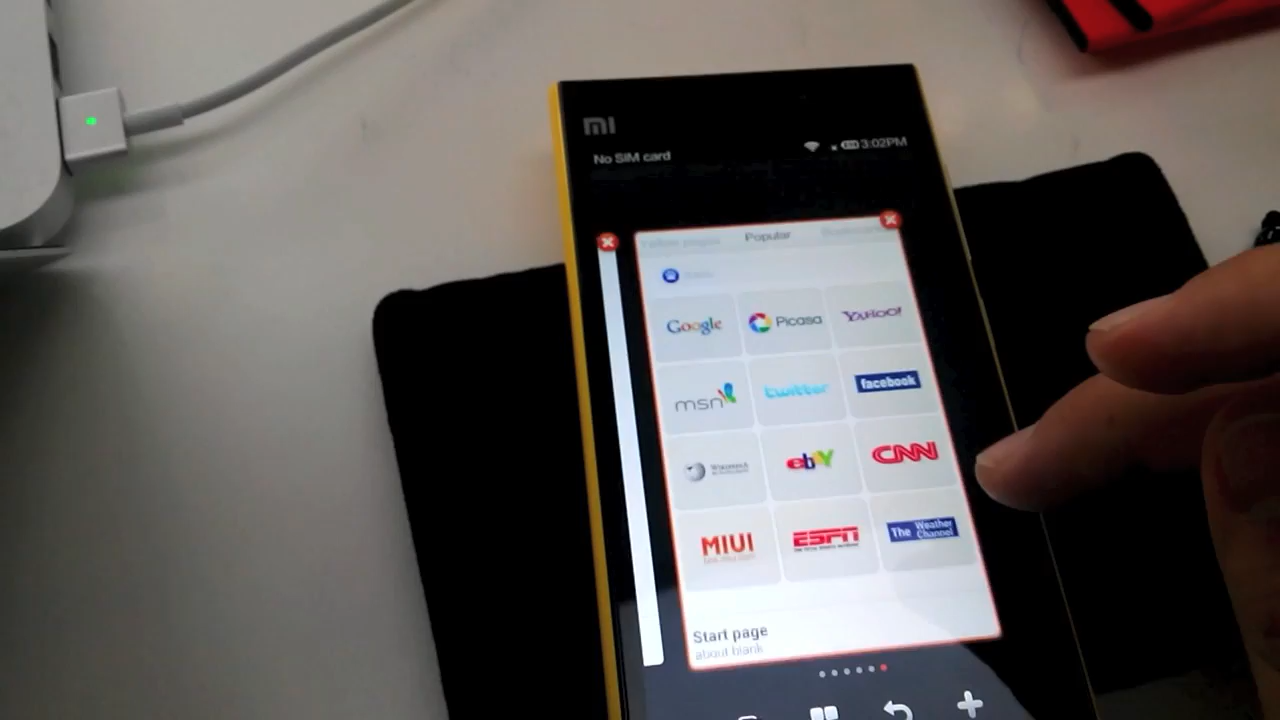 MI
No SIM card
3:02PM
Popular
Google
Picasa
YAHOO!
msn
twitter
facebook
WIKIPEDIA
ebY
CNN
MIUI
ESPN
The Weather
Channel
Start page
about:blank